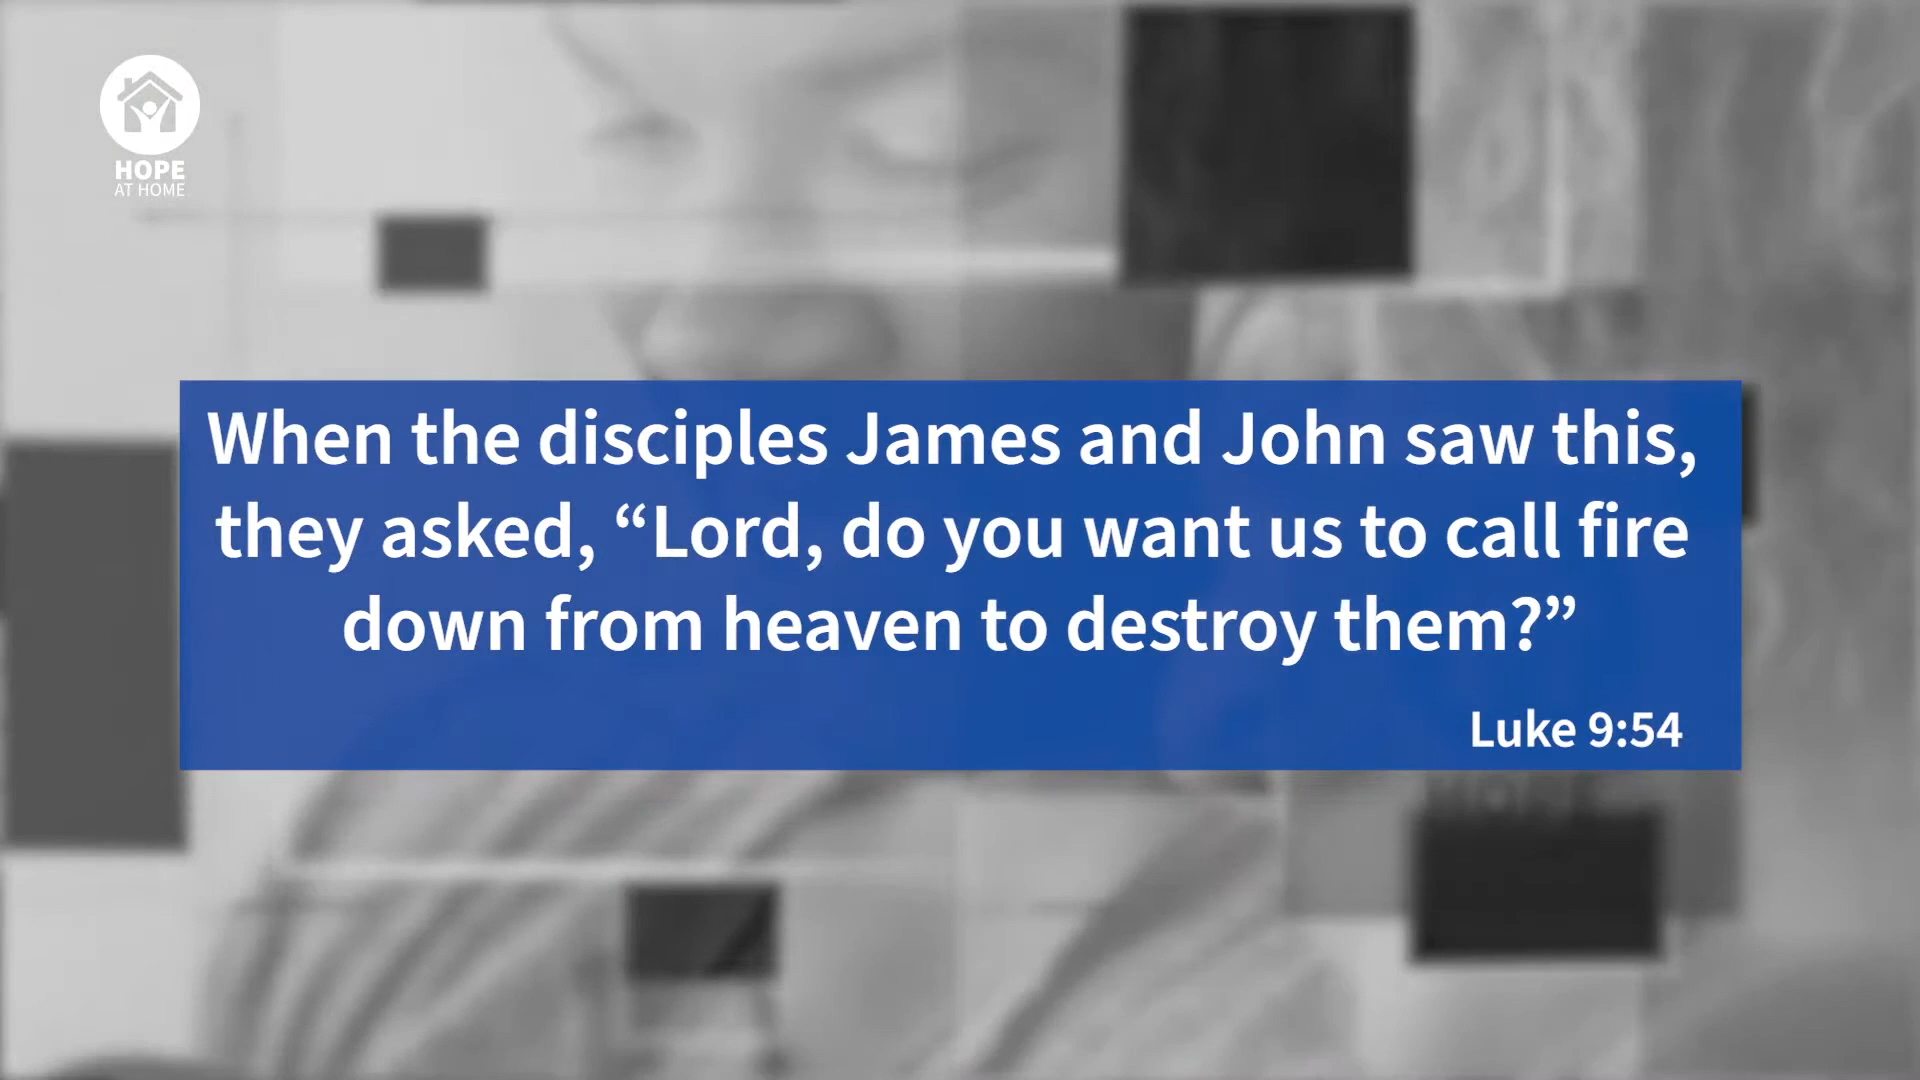 HOPE
AT HOME
When the disciples James and John saw this,
they asked, “Lord, do you want us to call fire
down from heaven to destroy them?”
Luke 9:54